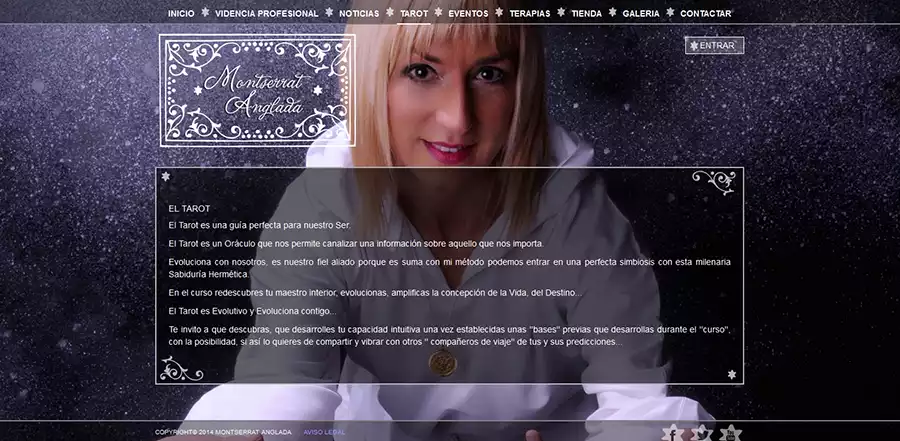 INICIO VIDENCIA PROFESIONAL NOTICIAS TAROT EVENTOS TERAPIAS TIENDA GALERIA CONTACTAR
ENTRAR
Montserrat
Anglada
EL TAROT
El Tarot es una guía perfecta para nuestro Ser.
El Tarot es un Oráculo que nos permite canalizar una información sobre aquello que nos importa.
Evoluciona con nosotros, es nuestro fiel aliado porque es suma con mi método podemos entrar en una perfecta simbiosis con esta milenaria
Sabiduría Hermética.
En el curso redescubres tu maestro interior, evolucionas, amplificas la concepción de la Vida, del Destino...
El Tarot es Evolutivo y Evoluciona contigo...
Te invito a que descubras, que desarrolles tu capacidad intuitiva una vez establecidas unas "bases" previas que desarrollas durante el "curso",
con la posibilidad, si así lo quieres de compartir y vibrar con otros " compañeros de viaje" de tus y sus predicciones...
COPYRIGHT© 2014 MONTSERRAT ANGLADA AVISO LEGAL